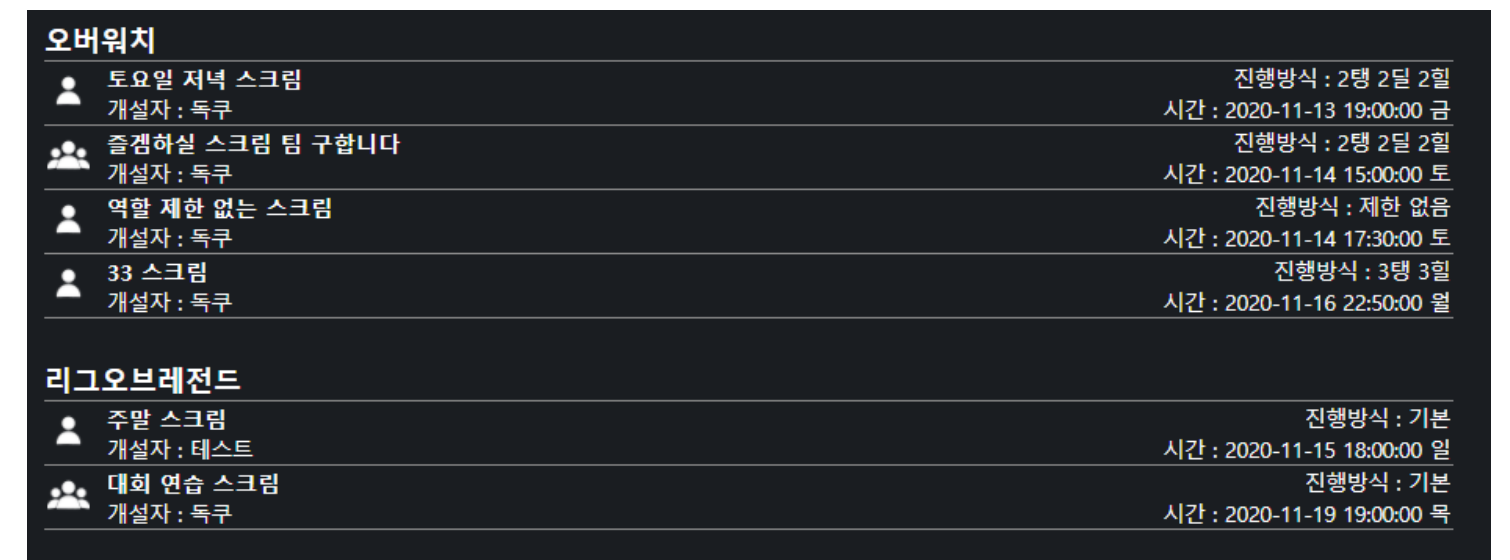 오버워치
토요일 저녁 스크림 진행방식 : 2탱 2딜 2힐
개설자 : 독쿠 시간 : 2020-11-13 19:00:00 금
즐겜하실 스크림 팀 구합니다 진행방식 : 2탱 2딜 2힐
개설자 : 독쿠 시간 : 2020-11-14 15:00:00 토
역할 제한 없는 스크림 진행방식 : 제한 없음
개설자 : 독쿠 시간 : 2020-11-14 17:30:00 토
33 스크림 진행방식 : 3탱 3힐
개설자 : 독쿠 시간 : 2020-11-16 22:50:00 월
리그오브레전드
주말 스크림 진행방식 : 기본
개설자 : 테스트 시간 : 2020-11-15 18:00:00 일
대회 연습 스크림 진행방식 : 기본
개설자 : 독쿠 시간 : 2020-11-19 19:00:00 목